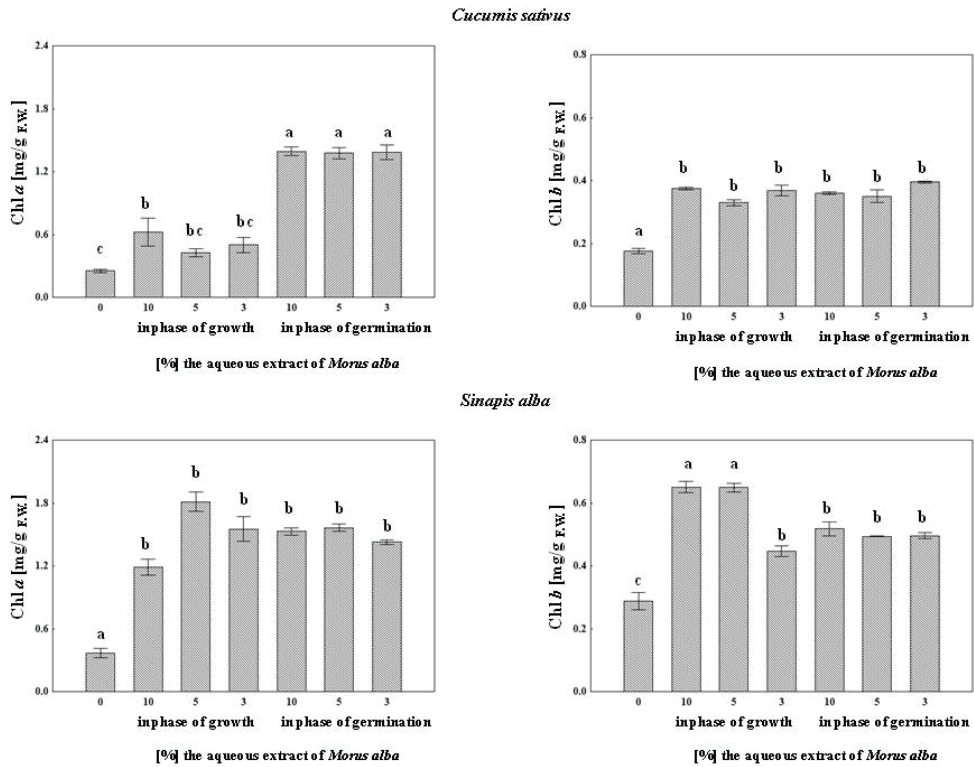 Cucumis sativus
Chl a [mg/g F.W.]
2.4
1.8
1.2
0.6
0.0
c
b
bc
bc
a
a
a
0 10 5 3 10 5 3
in phase of growth in phase of germination
[%] the aqueous extract of Morus alba
Chl b [mg/g F.W.]
0.8
0.6
0.4
0.2
0.0
a
b
b
b
b
b
b
0 10 5 3 10 5 3
in phase of growth in phase of germination
[%] the aqueous extract of Morus alba
Sinapis alba
Chl a [mg/g F.W.]
2.4
1.8
1.2
0.6
0.0
a
b
b
b
b
b
b
0 10 5 3 10 5 3
in phase of growth in phase of germination
[%] the aqueous extract of Morus alba
Chl b [mg/g F.W.]
0.8
0.6
0.4
0.2
0.0
c
a
a
b
b
b
b
0 10 5 3 10 5 3
in phase of growth in phase of germination
[%] the aqueous extract of Morus alba